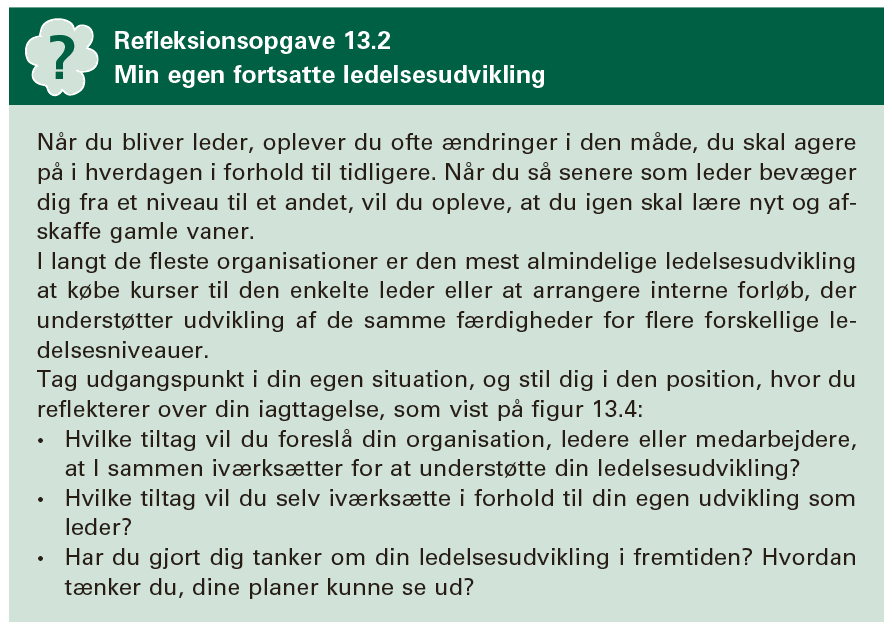 ?
Refleksionsopgave 13.2
Min egen fortsatte ledelsesudvikling
Når du bliver leder, oplever du ofte ændringer i den måde, du skal agere
på i hverdagen i forhold til tidligere. Når du så senere som leder bevæger
dig fra et niveau til et andet, vil du opleve, at du igen skal lære nyt og af-
skaffe gamle vaner.
I langt de fleste organisationer er den mest almindelige ledelsesudvikling
at købe kurser til den enkelte leder eller at arrangere interne forløb, der
understøtter udvikling af de samme færdigheder for flere forskellige le-
delsesniveauer.
Tag udgangspunkt i din egen situation, og stil dig i den position, hvor du
reflekterer over din iagttagelse, som vist på figur 13.4:
• Hvilke tiltag vil du foreslå din organisation, ledere eller medarbejdere,
at I sammen iværksætter for at understøtte din ledelsesudvikling?
• Hvilke tiltag vil du selv iværksætte i forhold til din egen udvikling som
leder?
• Har du gjort dig tanker om din ledelsesudvikling i fremtiden? Hvordan
tænker du, dine planer kunne se ud?